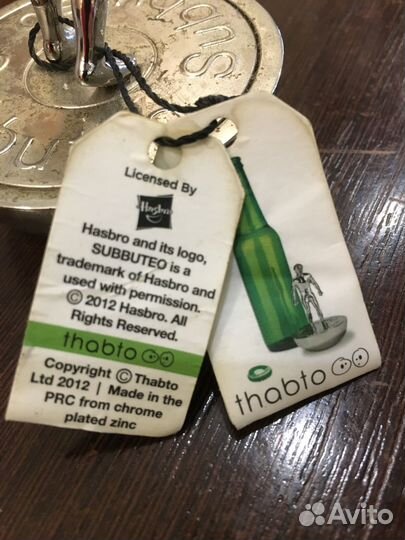 Subbu
Licensed By
Hasbro
Hasbro and its logo,
SUBBUTEO is a
trademark of Hasbro and
used with permission.
© 2012 Hasbro. All
Rights Reserved.
thabto
Copyright © Thabto
Ltd 2012 | Made in the
PRC from chrome
plated zinc
thabto
Avito